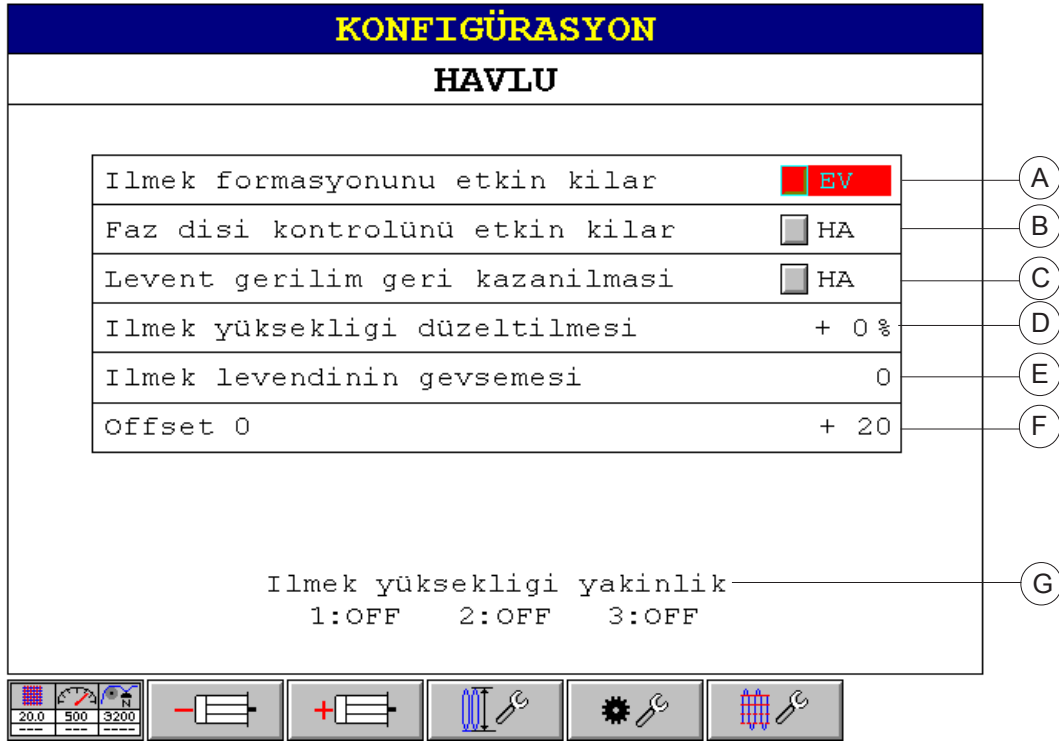 KONFIGÜRASYON
HAVLU
Ilmek formasyonunu etkin kilar EV A
Faz disi kontrolünü etkin kilar HA B
Levent gerilim geri kazanilmasi HA C
Ilmek yüksekligi düzeltilmesi + 0% D
Ilmek levendinin gevsemesi 0 E
Offset 0 + 20 F
Ilmek yüksekligi yakinlik G
1:OFF 2:OFF 3:OFF
N
20.0 500 3200
--- --- ----
- +